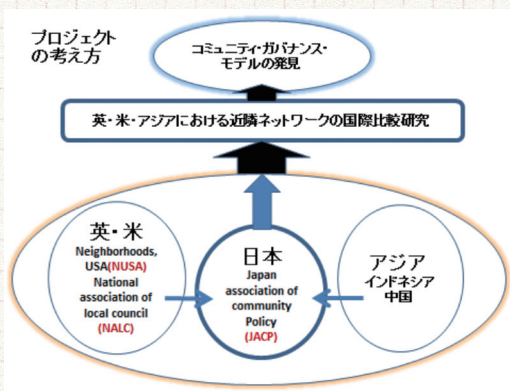 プロジェクト
の考え方
コミュニティ・ガバナンス・
モデルの発見
英・米・アジアにおける近隣ネットワークの国際比較研究
英・米
Neighborhoods,
USA(NUSA)
National
association of
local council
(NALC)
日本
Japan
association of
community
Policy
(JACP)
アジア
インドネシア
中国